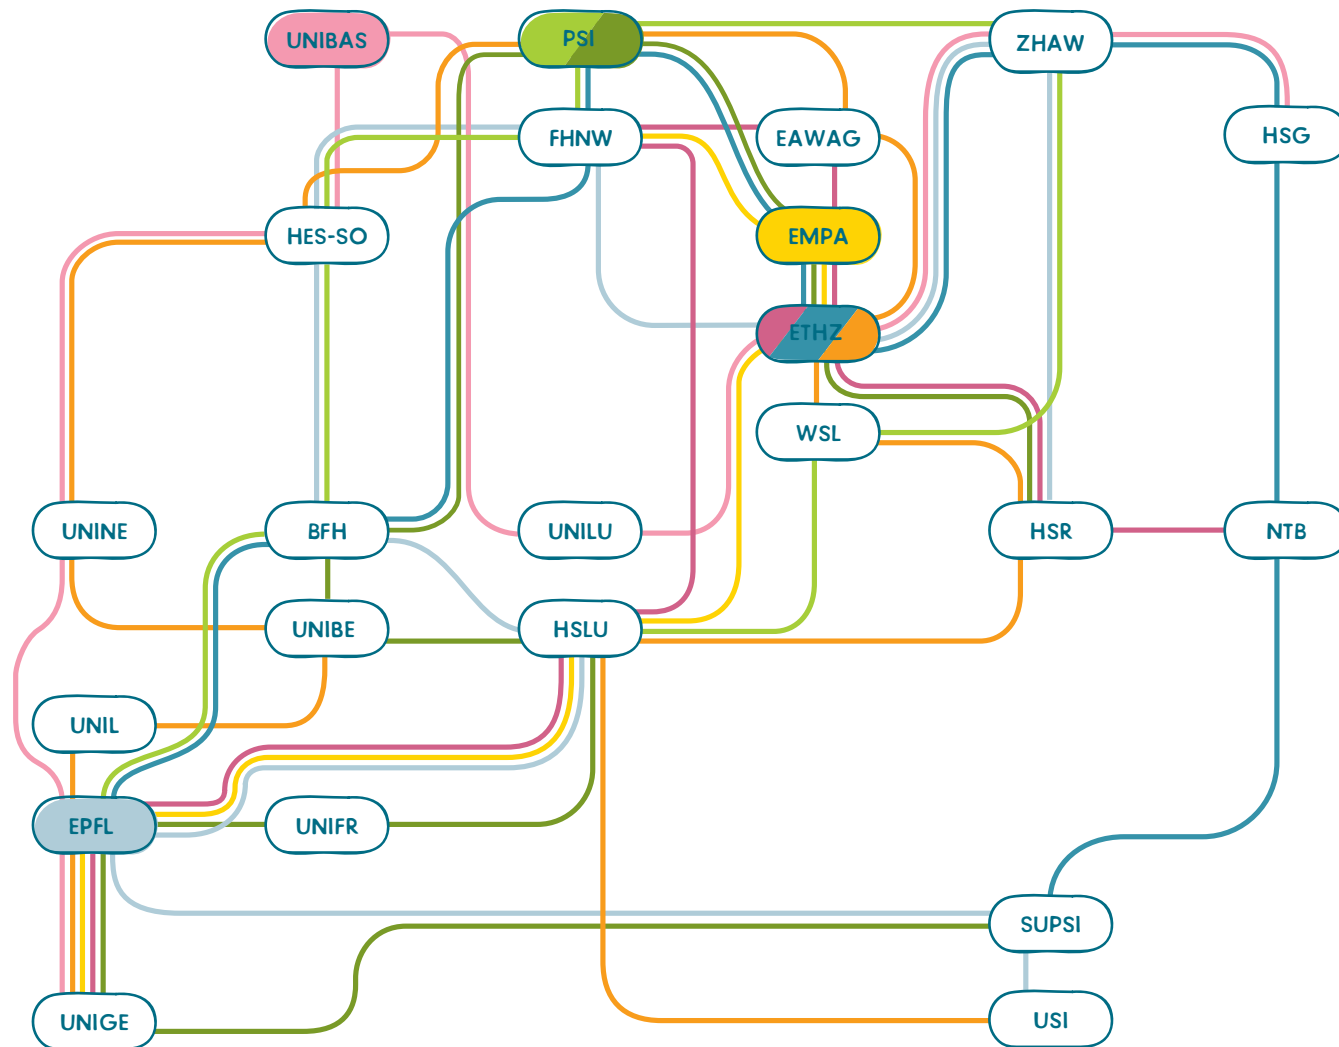 UNIBAS
PSI
ZHAW
FHNW
EAWAG
HSG
HES-SO
EMPA
ETHZ
WSL
UNINE
BFH
UNILU
HSR
NTB
UNIBE
HSLU
UNIL
EPFL
UNIFR
SUPSI
UNIGE
USI